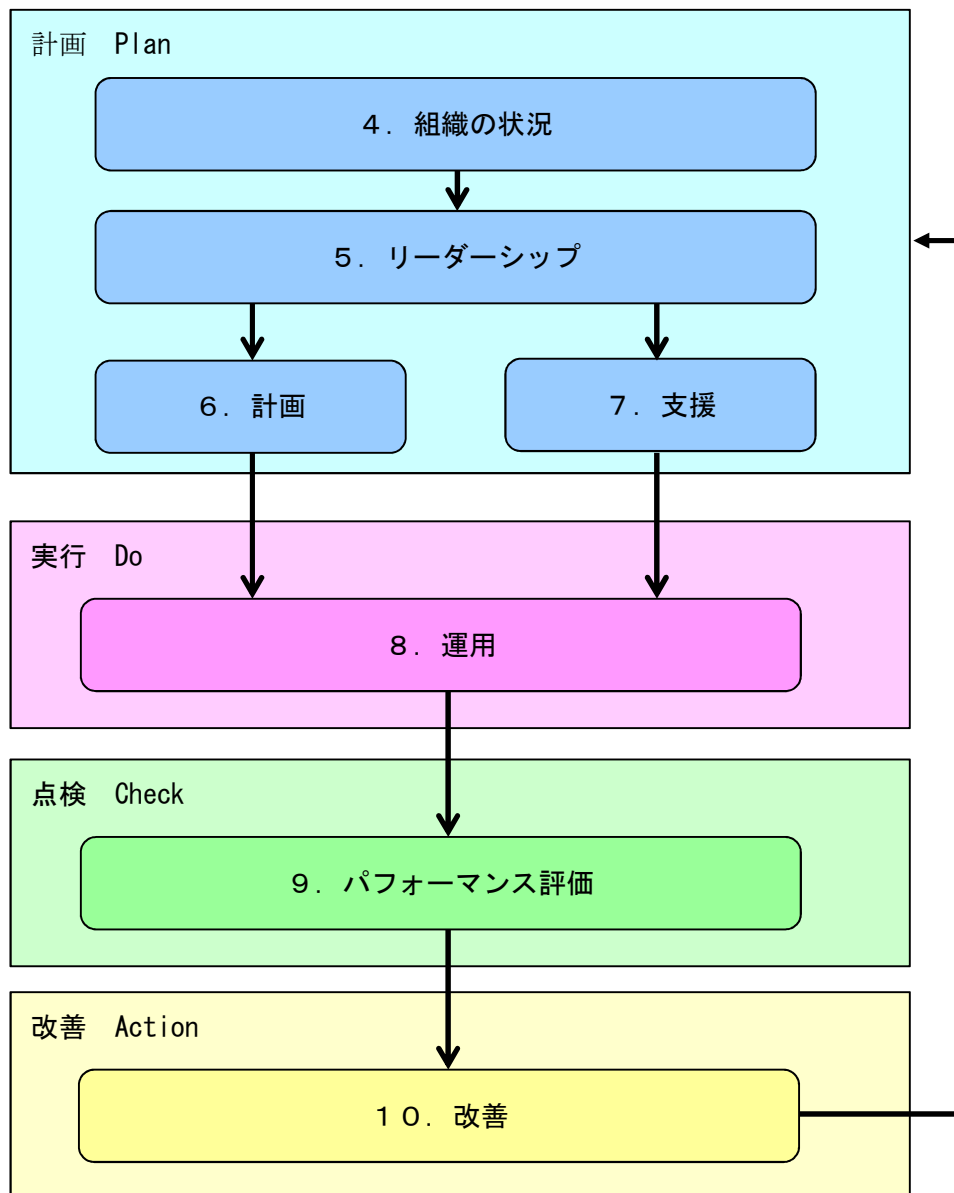 計画　Plan
４．組織の状況
５．リーダーシップ
６．計画
７．支援
実行　Do
８．運用
点検　Check
９．パフォーマンス評価
改善　Action
１０．改善